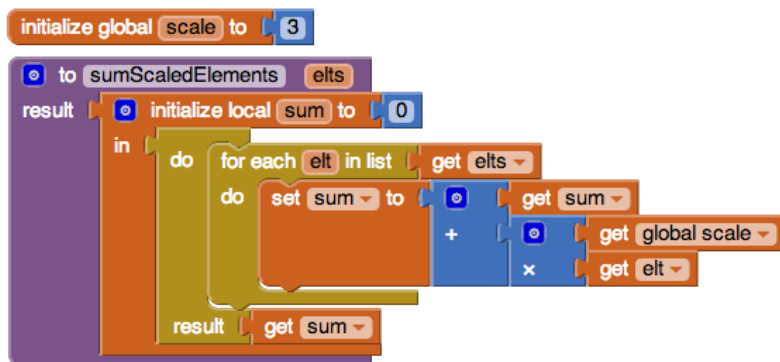 initialize global scale to 3
to sumScaledElements elts
result initialize local sum to 0
in do for each elt in list get elts
do set sum to get sum
+ get global scale
× get elt
result get sum